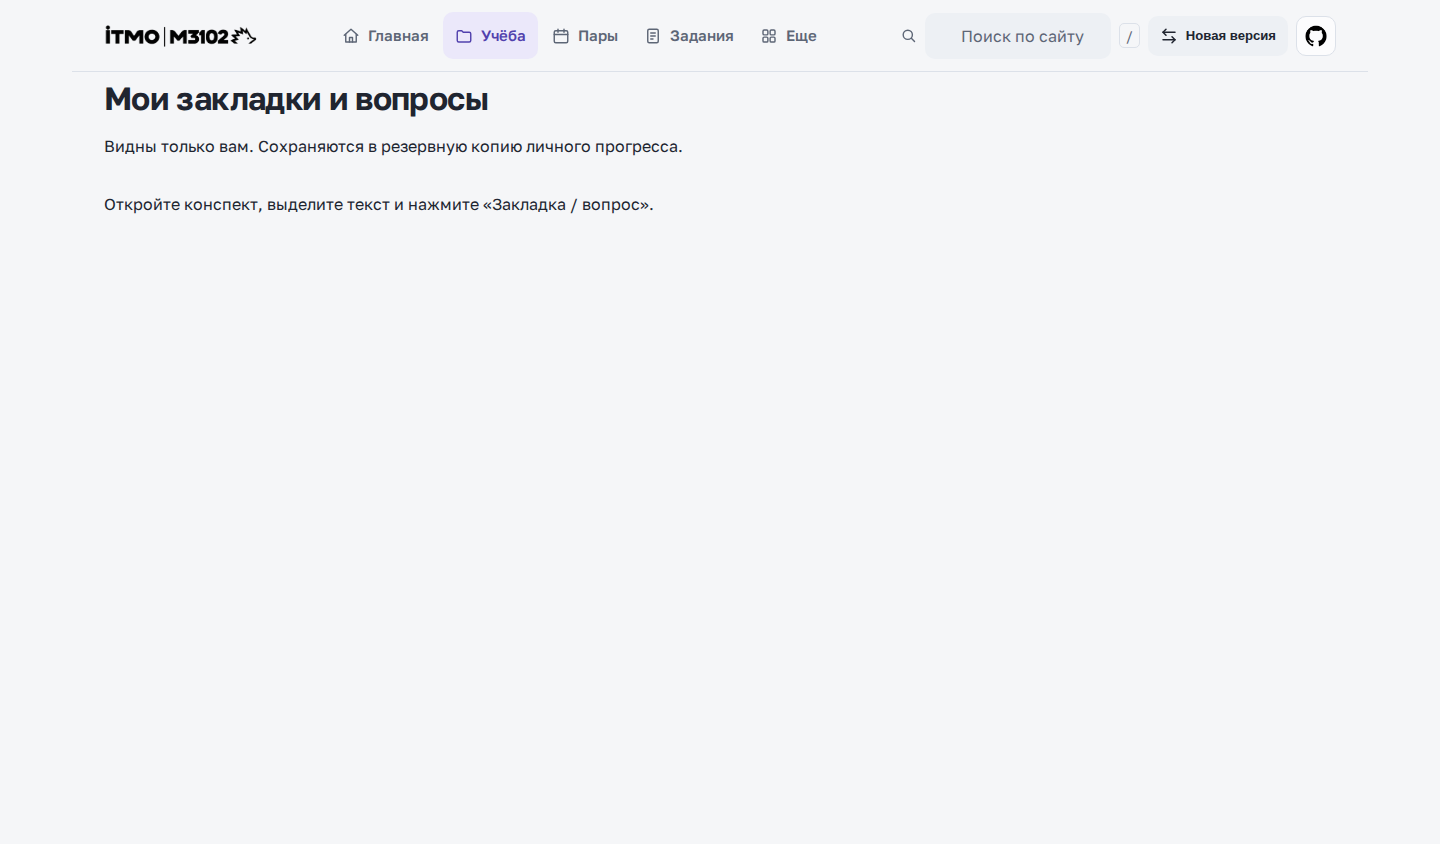 iTMO | M3102
Главная
Учёба
Пары
Задания
Еще
Поиск по сайту
/
Новая версия
Мои закладки и вопросы
Видны только вам. Сохраняются в резервную копию личного прогресса.
Откройте конспект, выделите текст и нажмите «Закладка / вопрос».